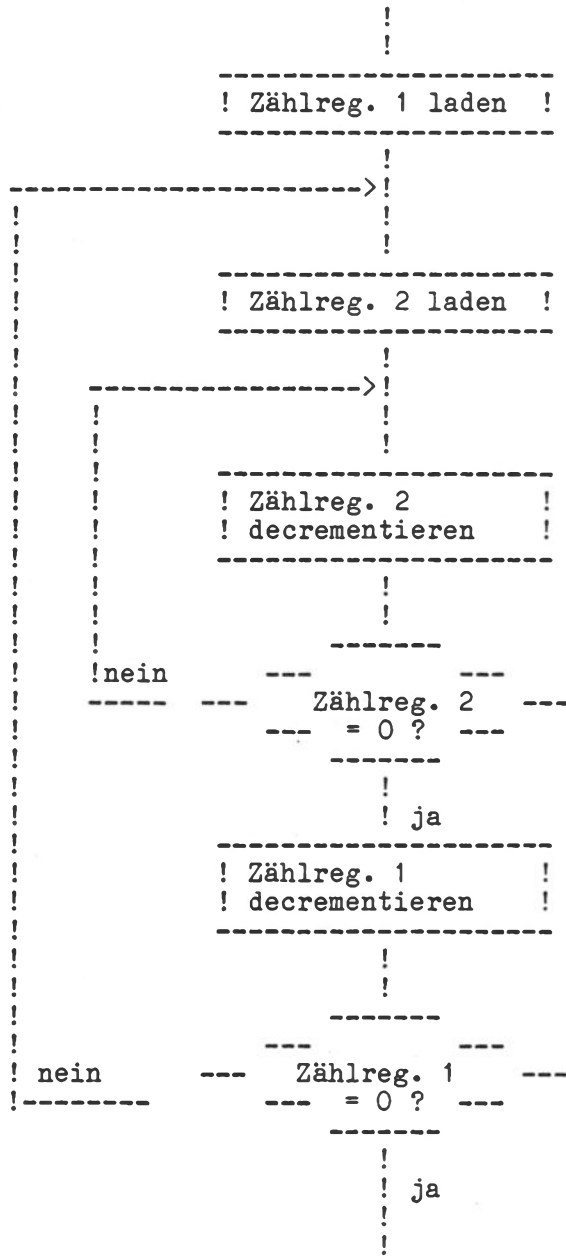 Zählreg. 1 laden
Zählreg. 2 laden
Zählreg. 2
decrementieren
nein
Zählreg. 2
= 0 ?
ja
Zählreg. 1
decrementieren
nein
Zählreg. 1
= 0 ?
ja